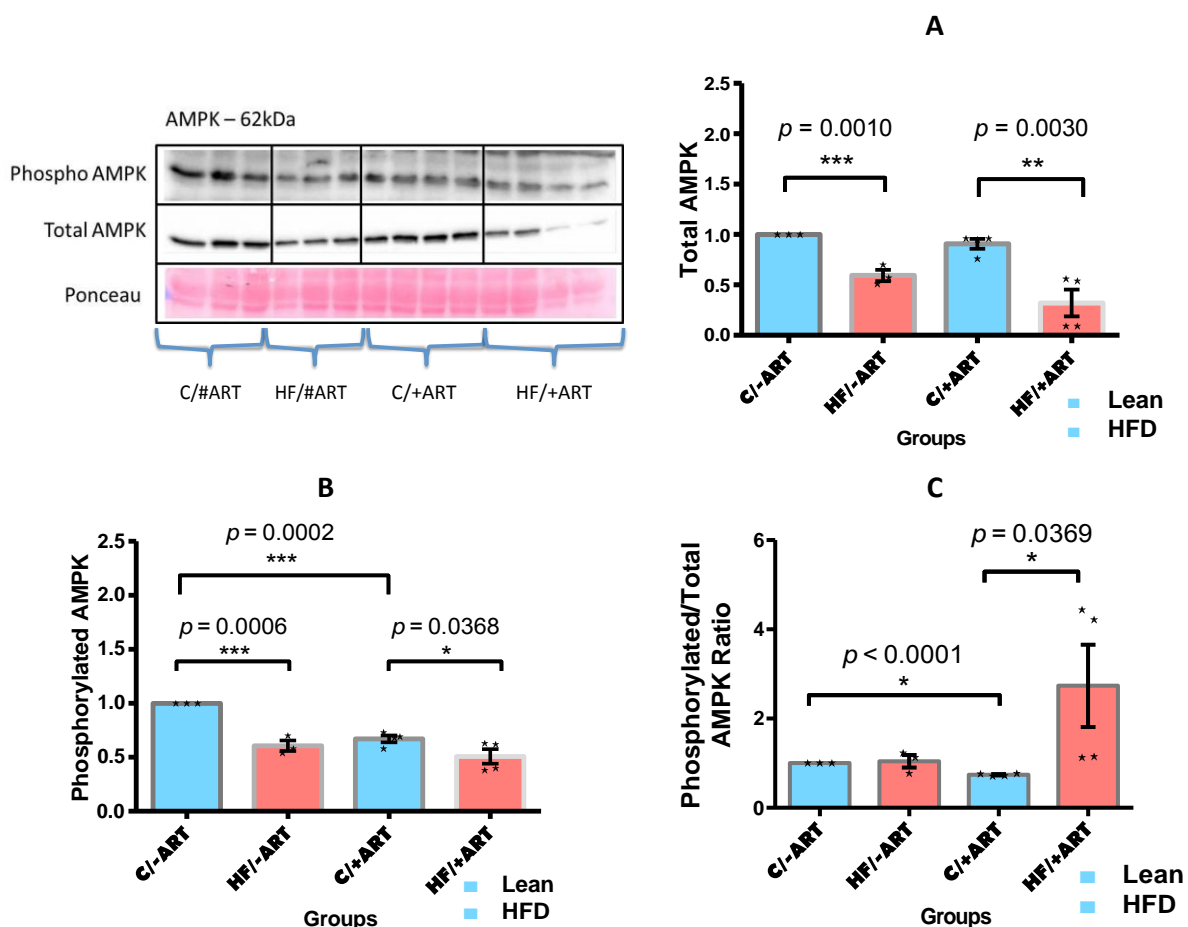 AMPK – 62kDa
Phospho AMPK
Total AMPK
Ponceau
C/#ART HF/#ART C/+ART HF/+ART
A
Total AMPK
2.5
2.0
1.5
1.0
0.5
0.0
p = 0.0010
***
p = 0.0030
**
C/-ART HF/-ART C/+ART HF/+ART
Groups
Lean
HFD
B
Phosphorylated AMPK
2.5
2.0
1.5
1.0
0.5
0.0
p = 0.0002
***
p = 0.0006
***
p = 0.0368
*
C/-ART HF/-ART C/+ART HF/+ART
Groups
Lean
HFD
C
Phosphorylated/Total
AMPK Ratio
6
4
2
0
p = 0.0369
*
p < 0.0001
*
C/-ART HF/-ART C/+ART HF/+ART
Groups
Lean
HFD